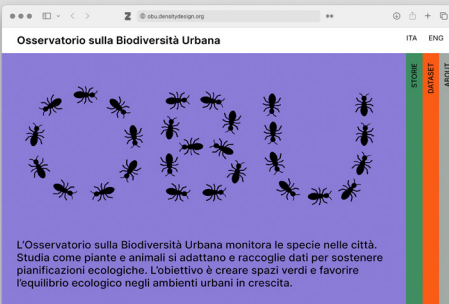 obu.densitydesign.org
Osservatorio sulla Biodiversità Urbana
ITA ENG
STORIE
DATASET
ABOUT
OBU
L'Osservatorio sulla Biodiversità Urbana monitora le specie nelle città.
Studia come piante e animali si adattano e raccoglie dati per sostenere
pianificazioni ecologiche. L'obiettivo è creare spazi verdi e favorire
l'equilibrio ecologico negli ambienti urbani in crescita.